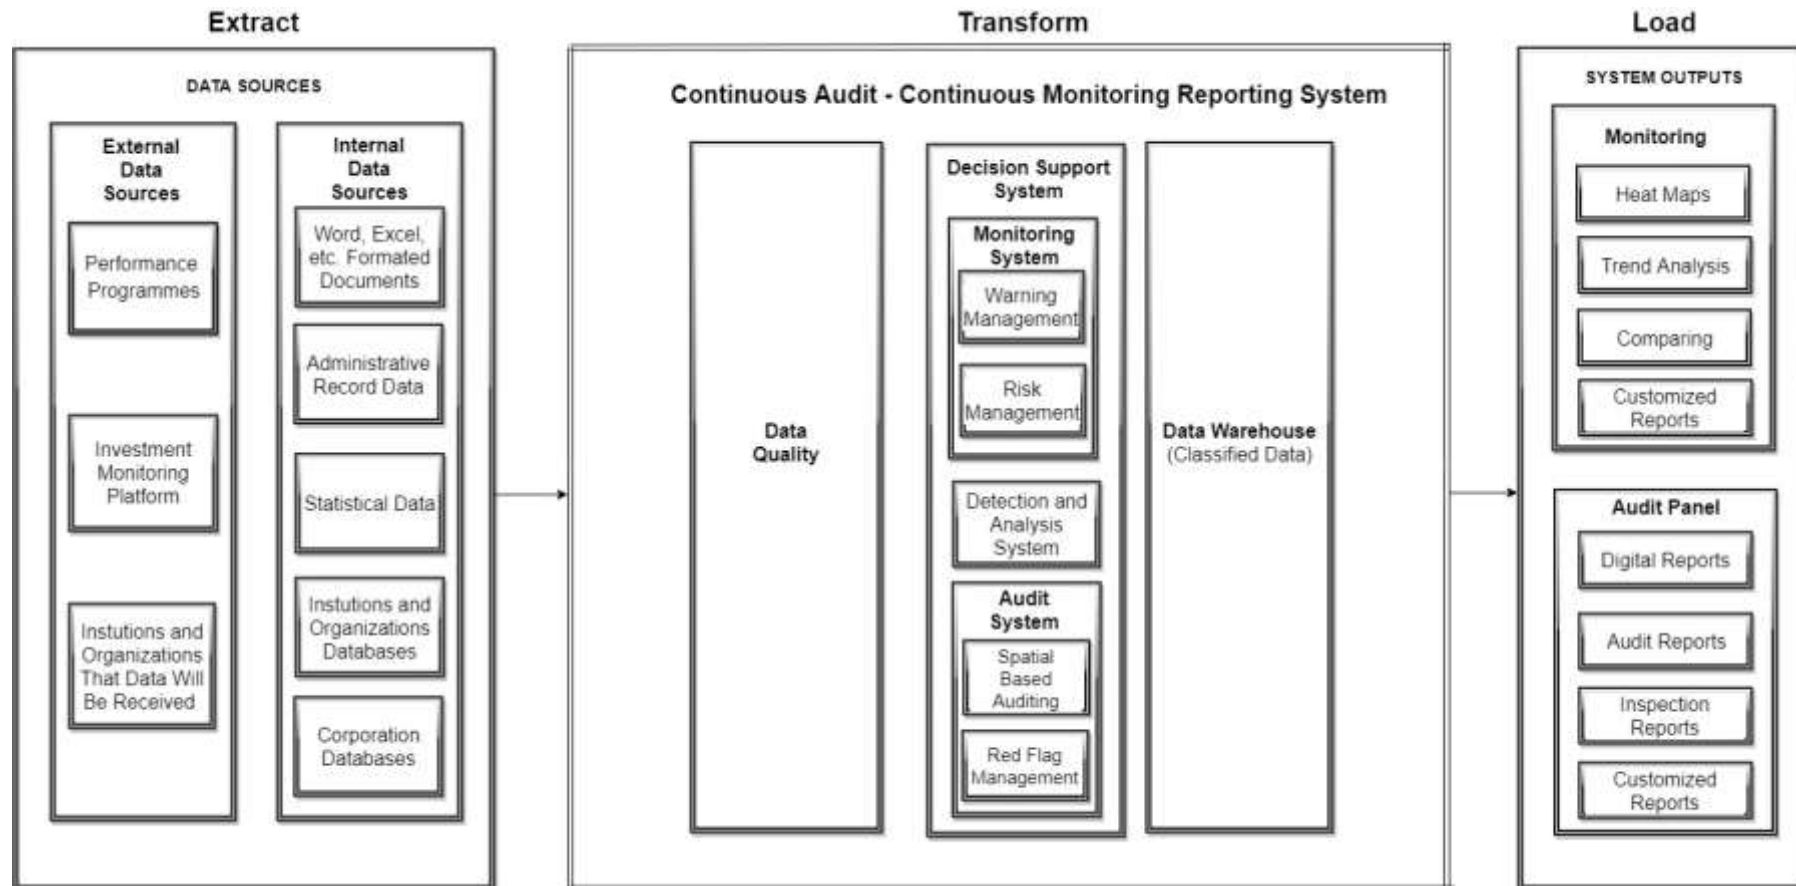 Extract
DATA SOURCES
External
Data
Sources
Performance
Programmes
Investment
Monitoring
Platform
Instutions and
Organizations
That Data Will
Be Received
Internal
Data
Sources
Word, Excel,
etc. Formated
Documents
Administrative
Record Data
Statistical Data
Instutions and
Organizations
Databases
Corporation
Databases
Transform
Continuous Audit - Continuous Monitoring Reporting System
Data
Quality
Decision Support
System
Monitoring
System
Warning
Management
Risk
Management
Detection and
Analysis
System
Audit
System
Spatial
Based
Auditing
Red Flag
Management
Data Warehouse
(Classified Data)
Load
SYSTEM OUTPUTS
Monitoring
Heat Maps
Trend Analysis
Comparing
Customized
Reports
Audit Panel
Digital Reports
Audit Reports
Inspection
Reports
Customized
Reports